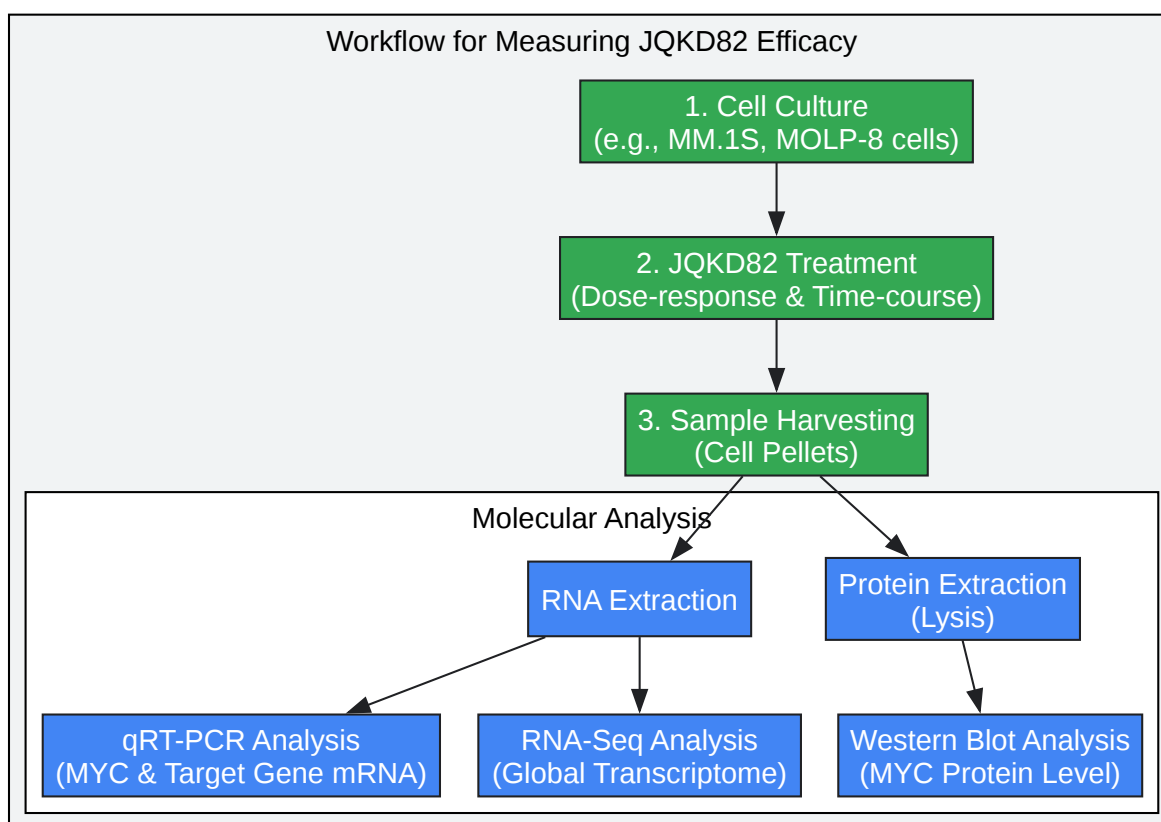 Workflow for Measuring JQKD82 Efficacy
1. Cell Culture
(e.g., MM.1S, MOLP-8 cells)
2. JQKD82 Treatment
(Dose-response & Time-course)
3. Sample Harvesting
(Cell Pellets)
Molecular Analysis
RNA Extraction
Protein Extraction
(Lysis)
qRT-PCR Analysis
(MYC & Target Gene mRNA)
RNA-Seq Analysis
(Global Transcriptome)
Western Blot Analysis
(MYC Protein Level)